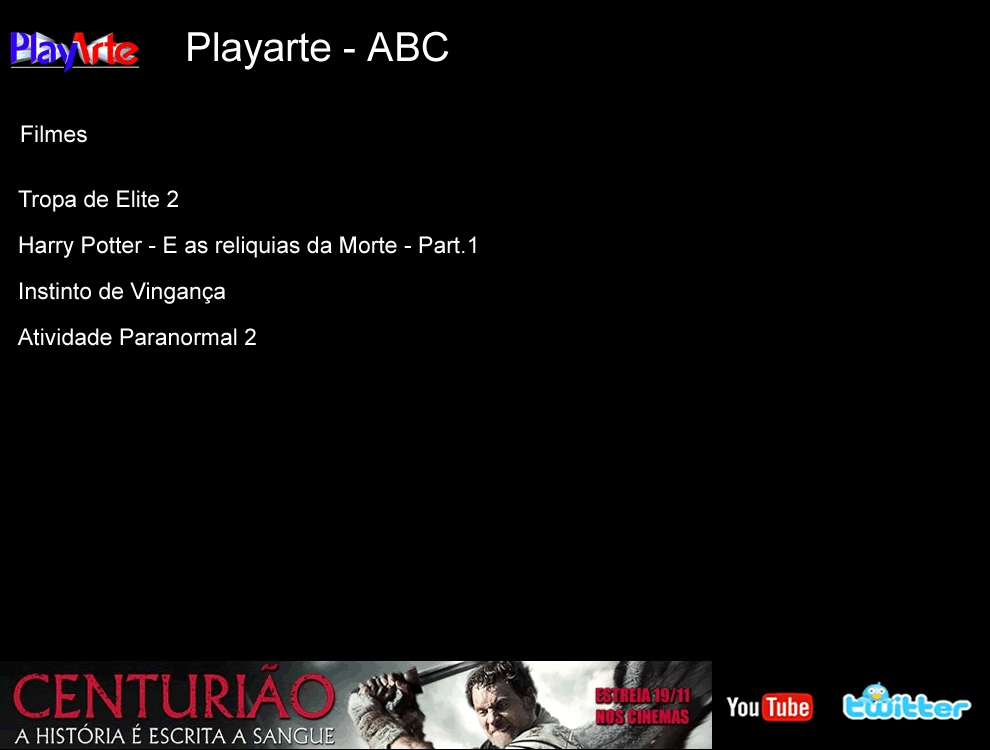 PlayArte
Playarte - ABC
Filmes
Tropa de Elite 2
Harry Potter - E as reliquias da Morte - Part.1
Instinto de Vingança
Atividade Paranormal 2
CENTURIÃO
A HISTÓRIA É ESCRITA A SANGUE
ESTREIA 19/11
NOS CINEMAS
YouTube
twitter